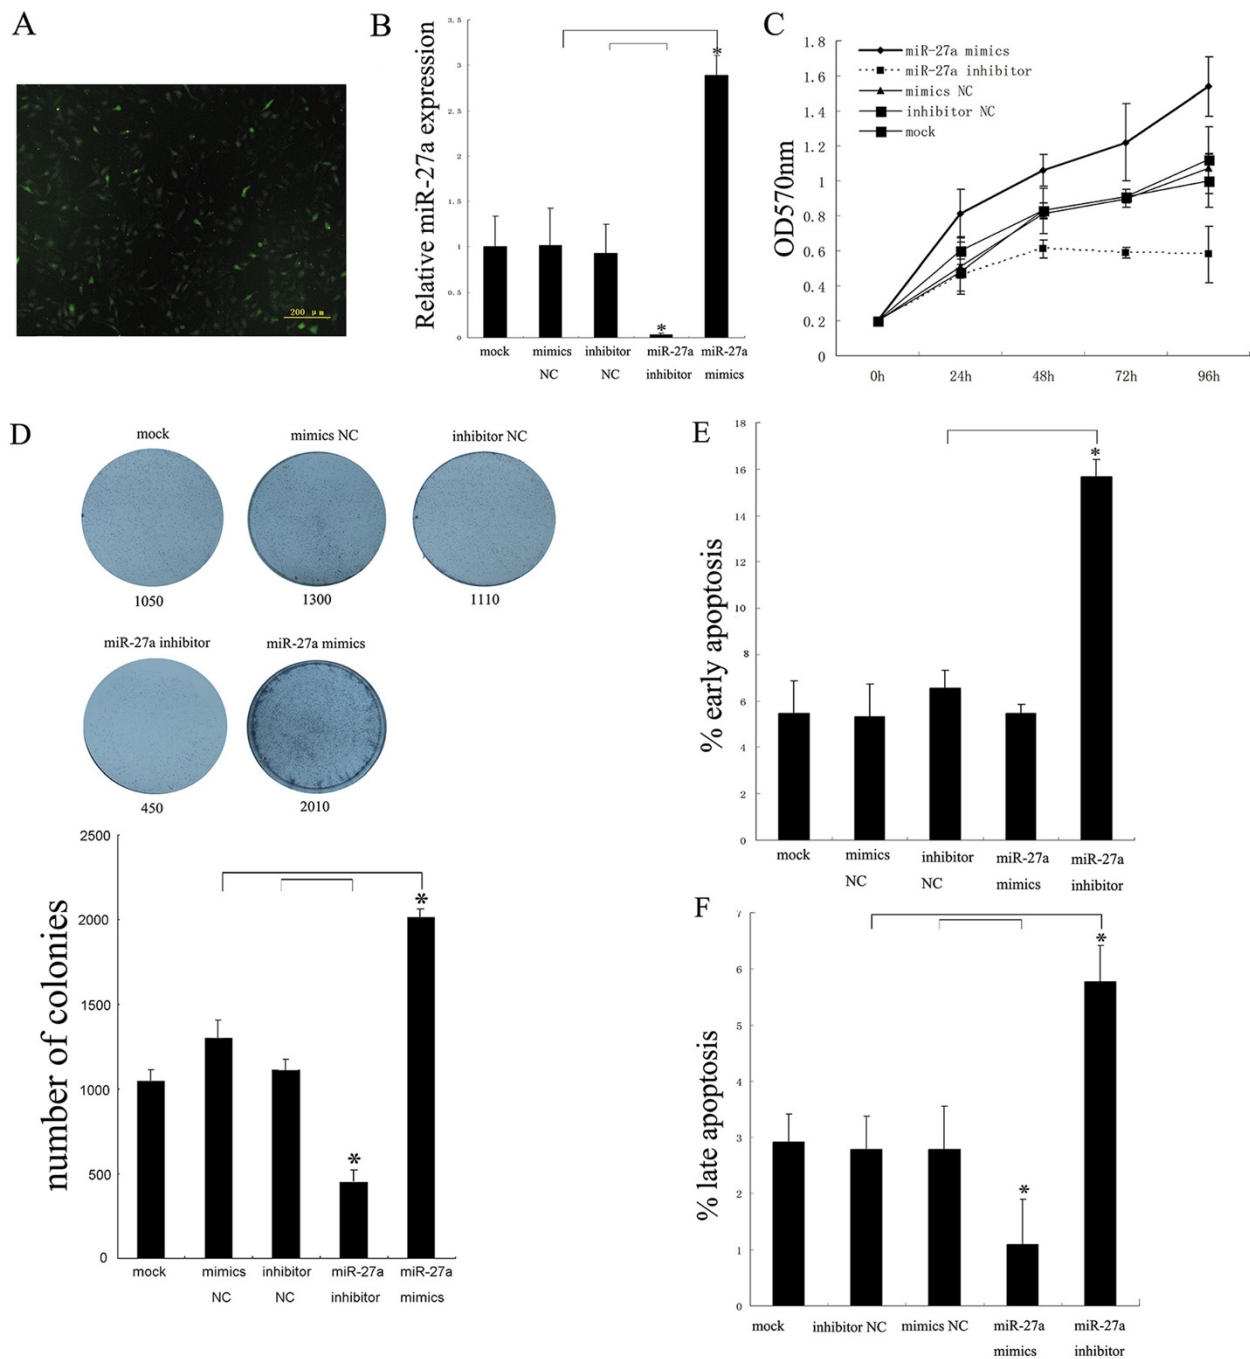 A
200 μm
B
Relative miR-27a expression
3.5
3
2.5
2
1.5
1
0.5
0
*
*
mock mimics inhibitor miR-27a miR-27a
NC NC inhibitor mimics
C
OD570nm
1.8
1.6
1.4
1.2
1
0.8
0.6
0.4
0.2
0
miR-27a mimics
miR-27a inhibitor
mimics NC
inhibitor NC
mock
0h 24h 48h 72h 96h
D
mock mimics NC inhibitor NC
1050 1300 1110
miR-27a inhibitor miR-27a mimics
450 2010
number of colonies
2500
2000
1500
1000
500
0
*
*
mock mimics inhibitor miR-27a miR-27a
NC NC inhibitor mimics
E
% early apoptosis
18
16
14
12
10
8
6
4
2
0
*
mock mimics inhibitor miR-27a miR-27a
NC NC mimics inhibitor
F
% late apoptosis
7
6
5
4
3
2
1
0
*
*
mock inhibitor NC mimics NC miR-27a miR-27a
mimics inhibitor